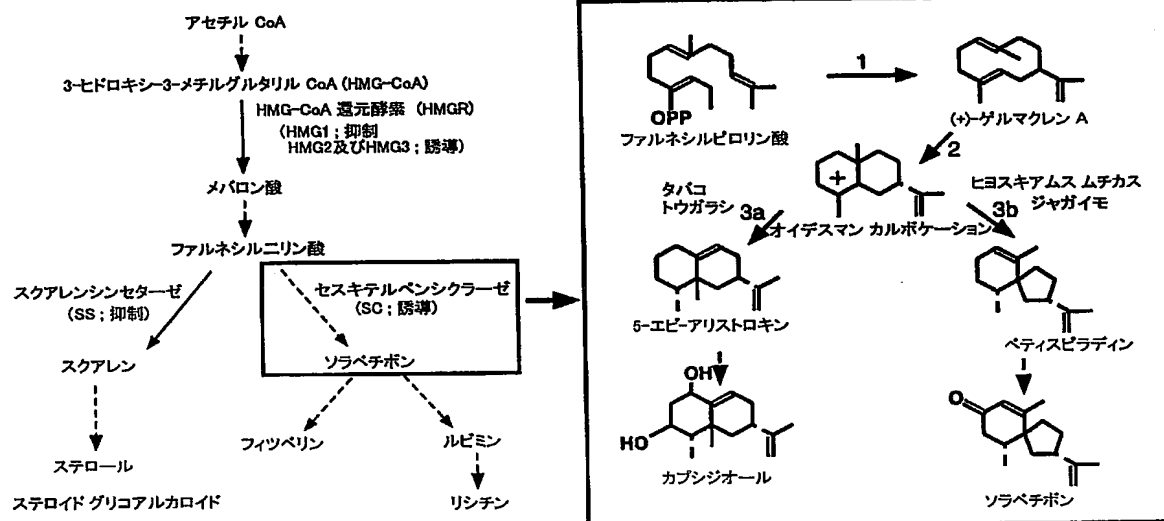 アセチル CoA
3-ヒドロキシ-3-メチルグルタリル CoA (HMG-CoA)
HMG-CoA 還元酵素 (HMGR)
(HMG1 ; 抑制
HMG2及びHMG3 ; 誘導)
メバロン酸
ファルネシルニリン酸
スクアレンシンセターゼ
(SS ; 抑制)
セスキテルペンシクラーゼ
(SC ; 誘導)
スクアレン
ソラベチボン
フィツベリン
ルビミン
ステロール
リシチン
ステロイド グリコアルカロイド
OPP
ファルネシルピロリン酸
1
(+)-ゲルマクレン A
2
+
オイデスマン カルボケーション
タバコ
トウガラシ
3a
ヒヨスキアムス ムチカス
ジャガイモ
3b
5-エピ-アリストロキン
ベティスピラディン
OH
HO
カプシジオール
O
ソラベチボン